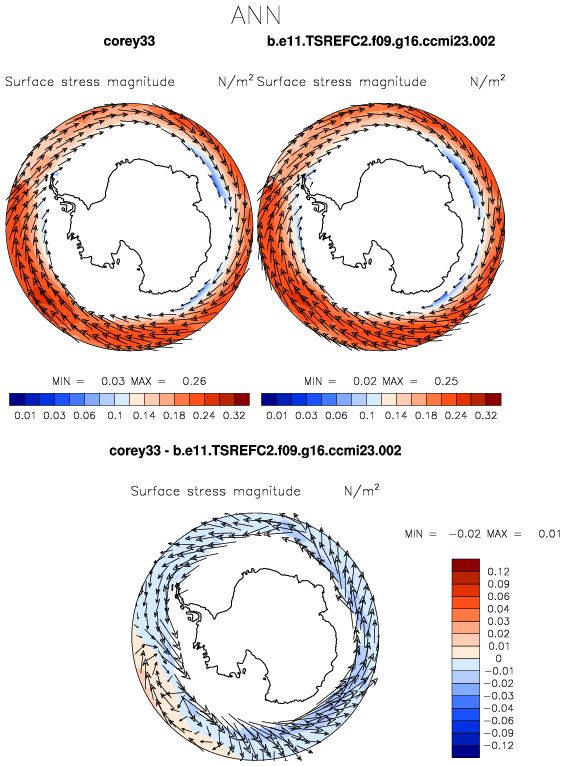 ANN
corey33
b.e11.TSREFC2.f09.g16.ccmi23.002
Surface stress magnitude N/m²
Surface stress magnitude N/m²
MIN = 0.03 MAX = 0.26
MIN = 0.02 MAX = 0.25
0.01 0.03 0.06 0.1 0.14 0.18 0.24 0.32
0.01 0.03 0.06 0.1 0.14 0.18 0.24 0.32
corey33 - b.e11.TSREFC2.f09.g16.ccmi23.002
Surface stress magnitude N/m²
MIN = -0.02 MAX = 0.01
0.12
0.09
0.06
0.04
0.03
0.02
0.01
0
-0.01
-0.02
-0.03
-0.04
-0.06
-0.09
-0.12